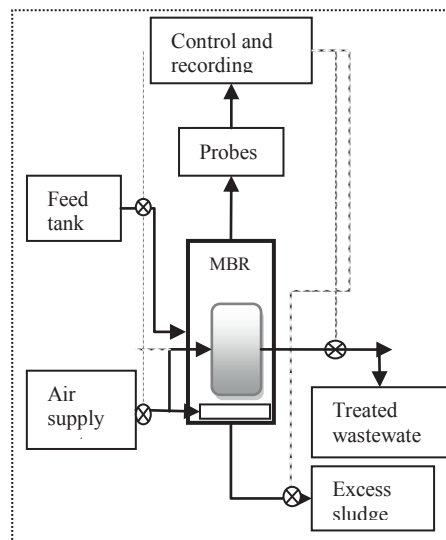 Control and
recording
Probes
Feed
tank
MBR
Air
supply
Treated
wastewate
Excess
sludge